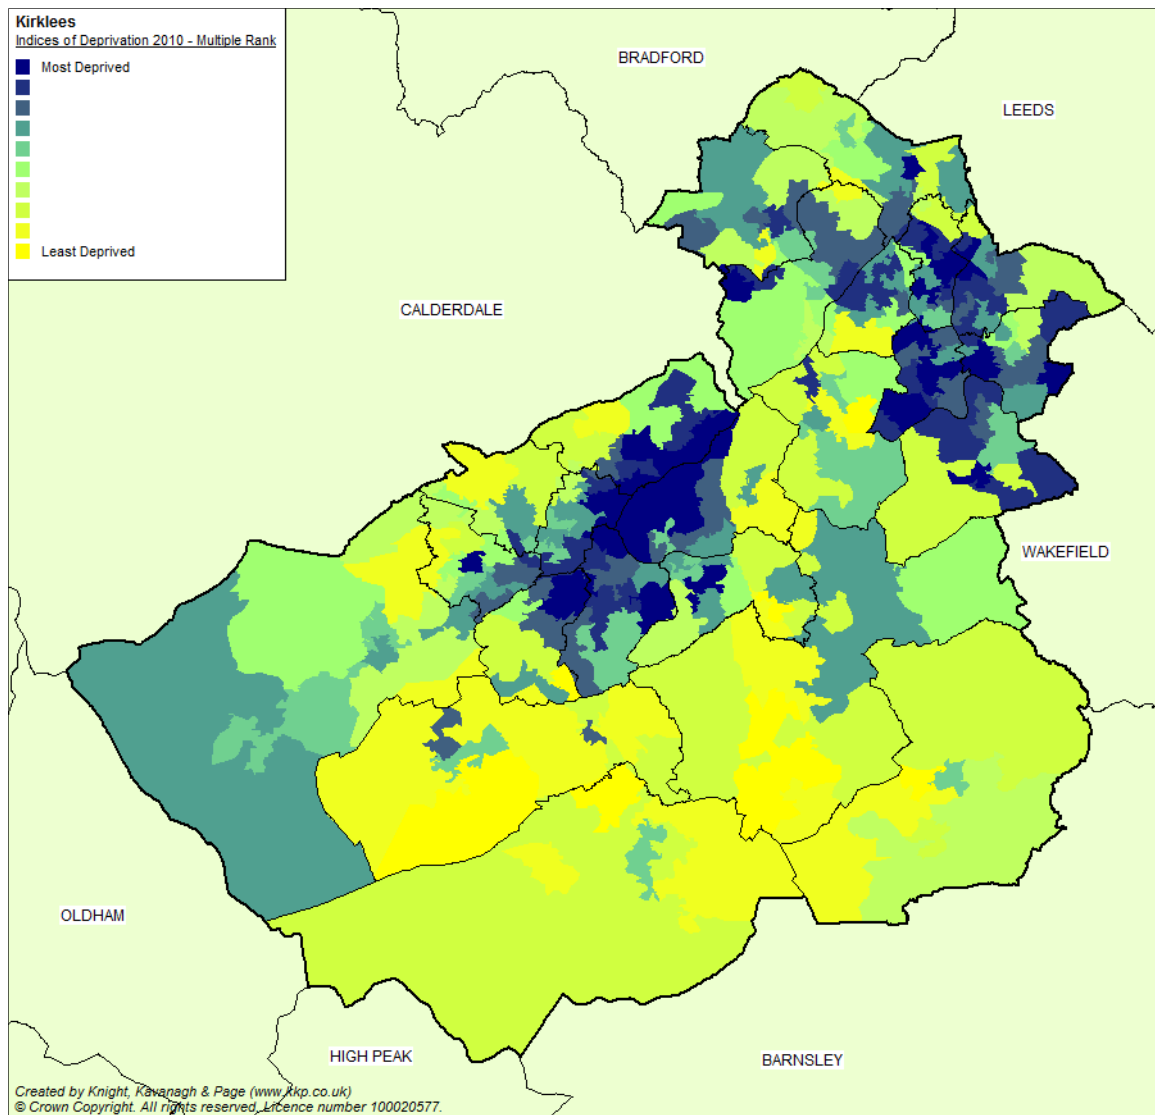 Kirklees
Indices of Deprivation 2010 - Multiple Rank
Most Deprived
Least Deprived
BRADFORD
LEEDS
CALDERDALE
WAKEFIELD
OLDHAM
HIGH PEAK
BARNSLEY
Created by Knight, Kavanagh & Page (www.kkp.co.uk)
© Crown Copyright. All rights reserved. Licence number 100020577.